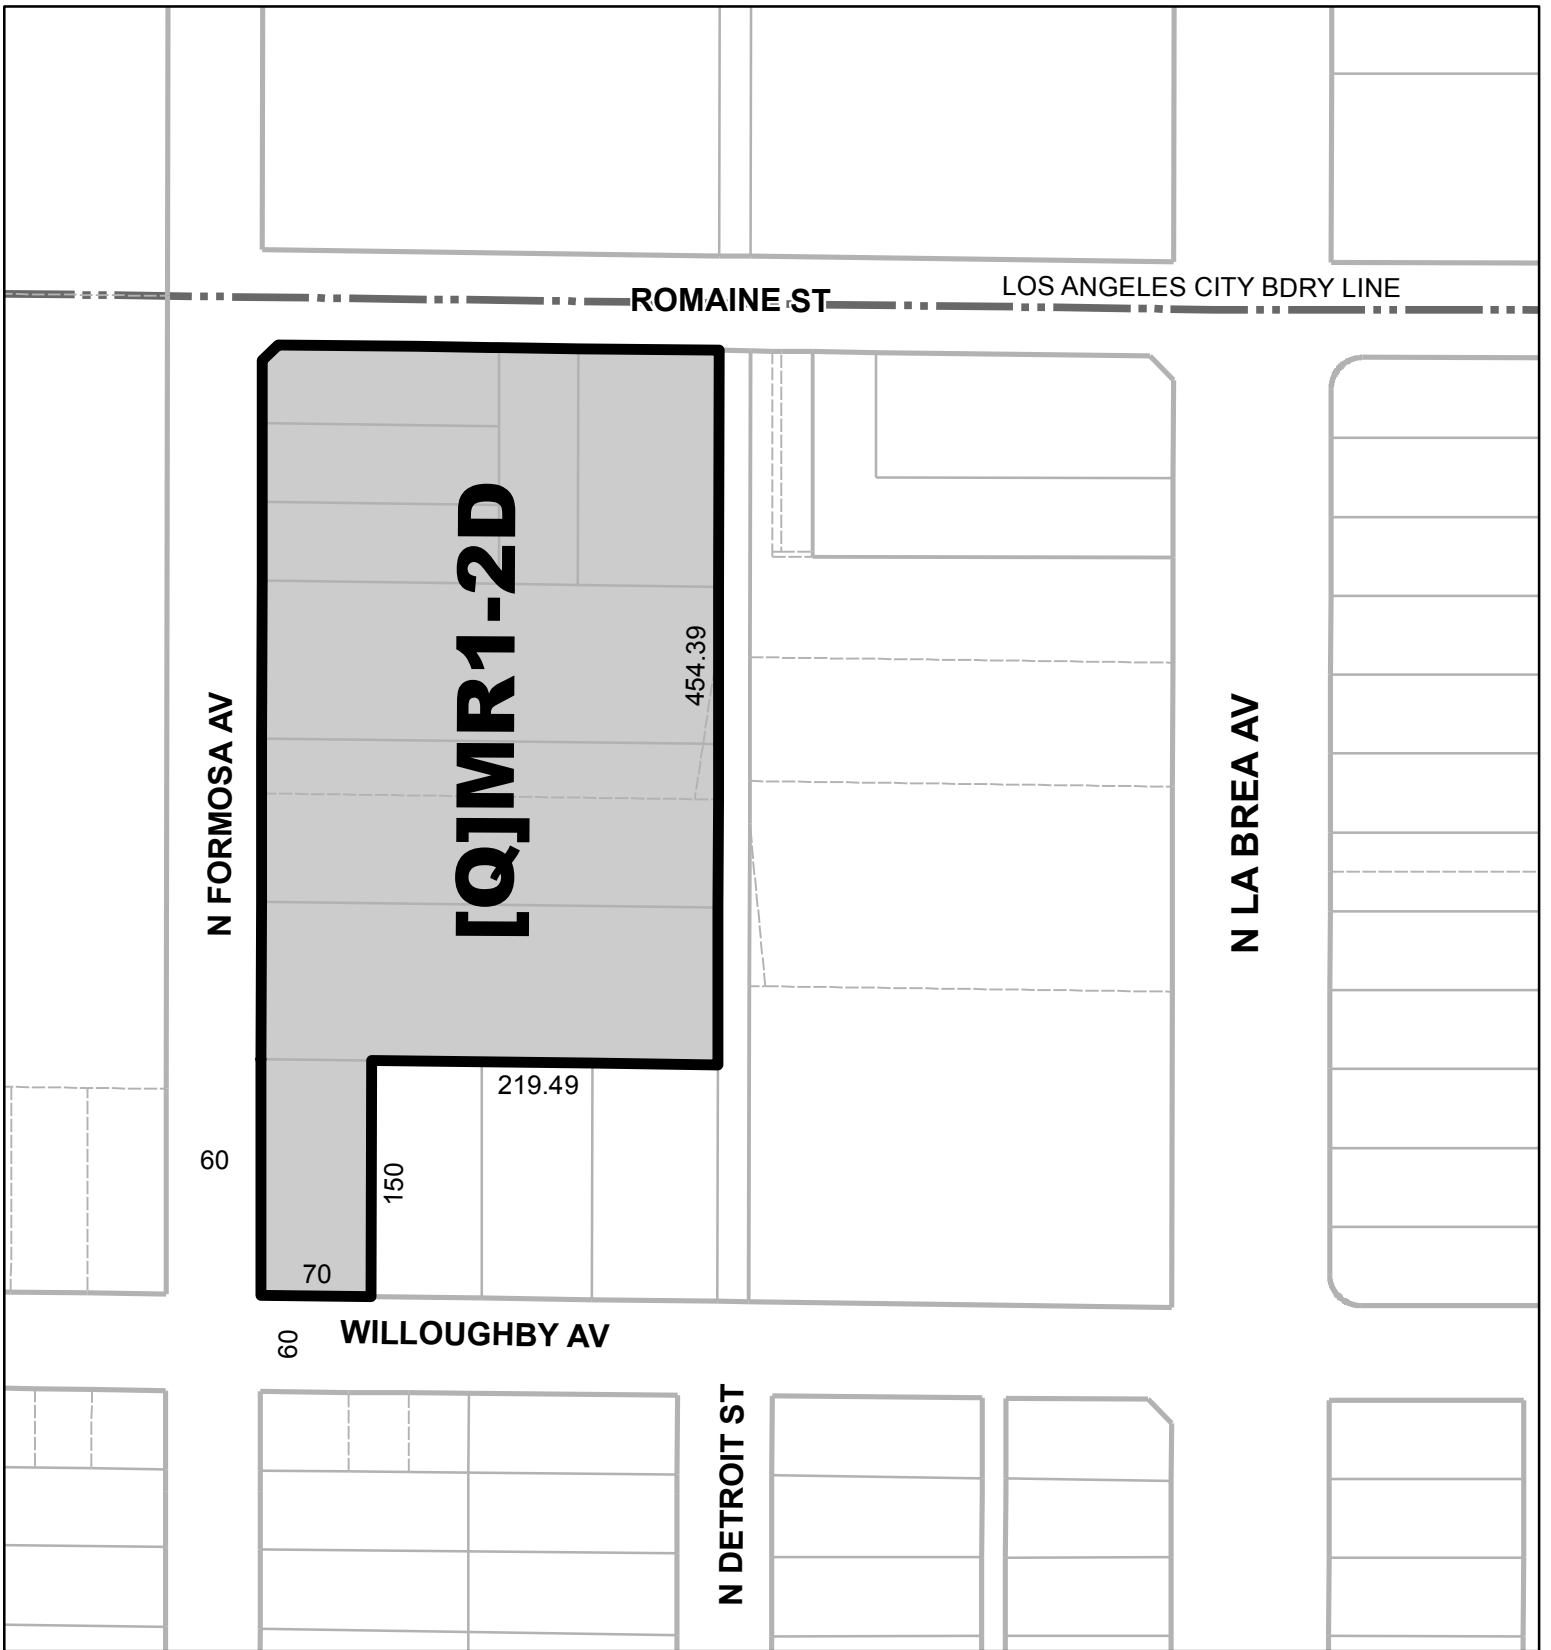 LOS ANGELES CITY BDRY LINE
ROMAINE ST
[Q]MR1-2D
454.39
N FORMOSA AV
N LA BREA AV
219.49
60
150
70
60
WILLOUGHBY AV
N DETROIT ST